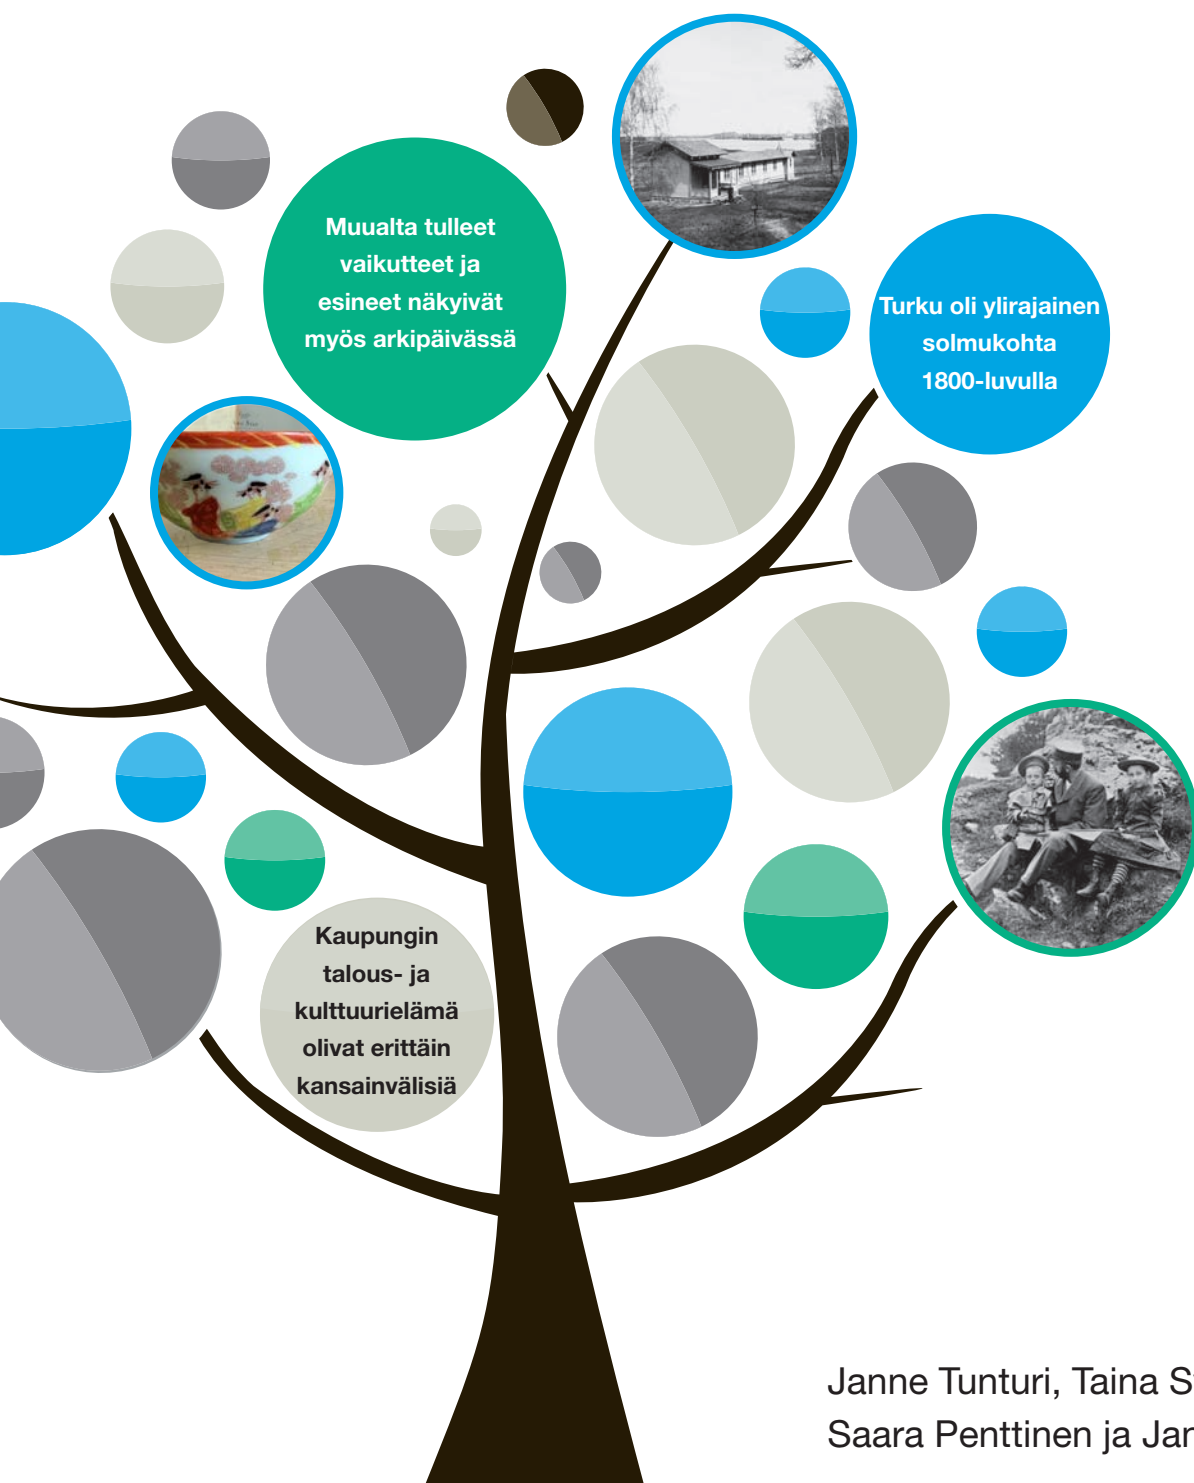 Muualta tulleet
vaikutteet ja
esineet näkyivät
myös arkipäivässä
Turku oli ylirajainen
solmukohta
1800-luvulla
Kaupungin
talous- ja
kulttuurielämä
olivat erittäin
kansainvälisiä
Janne Tunturi, Taina
Saara Penttinen ja